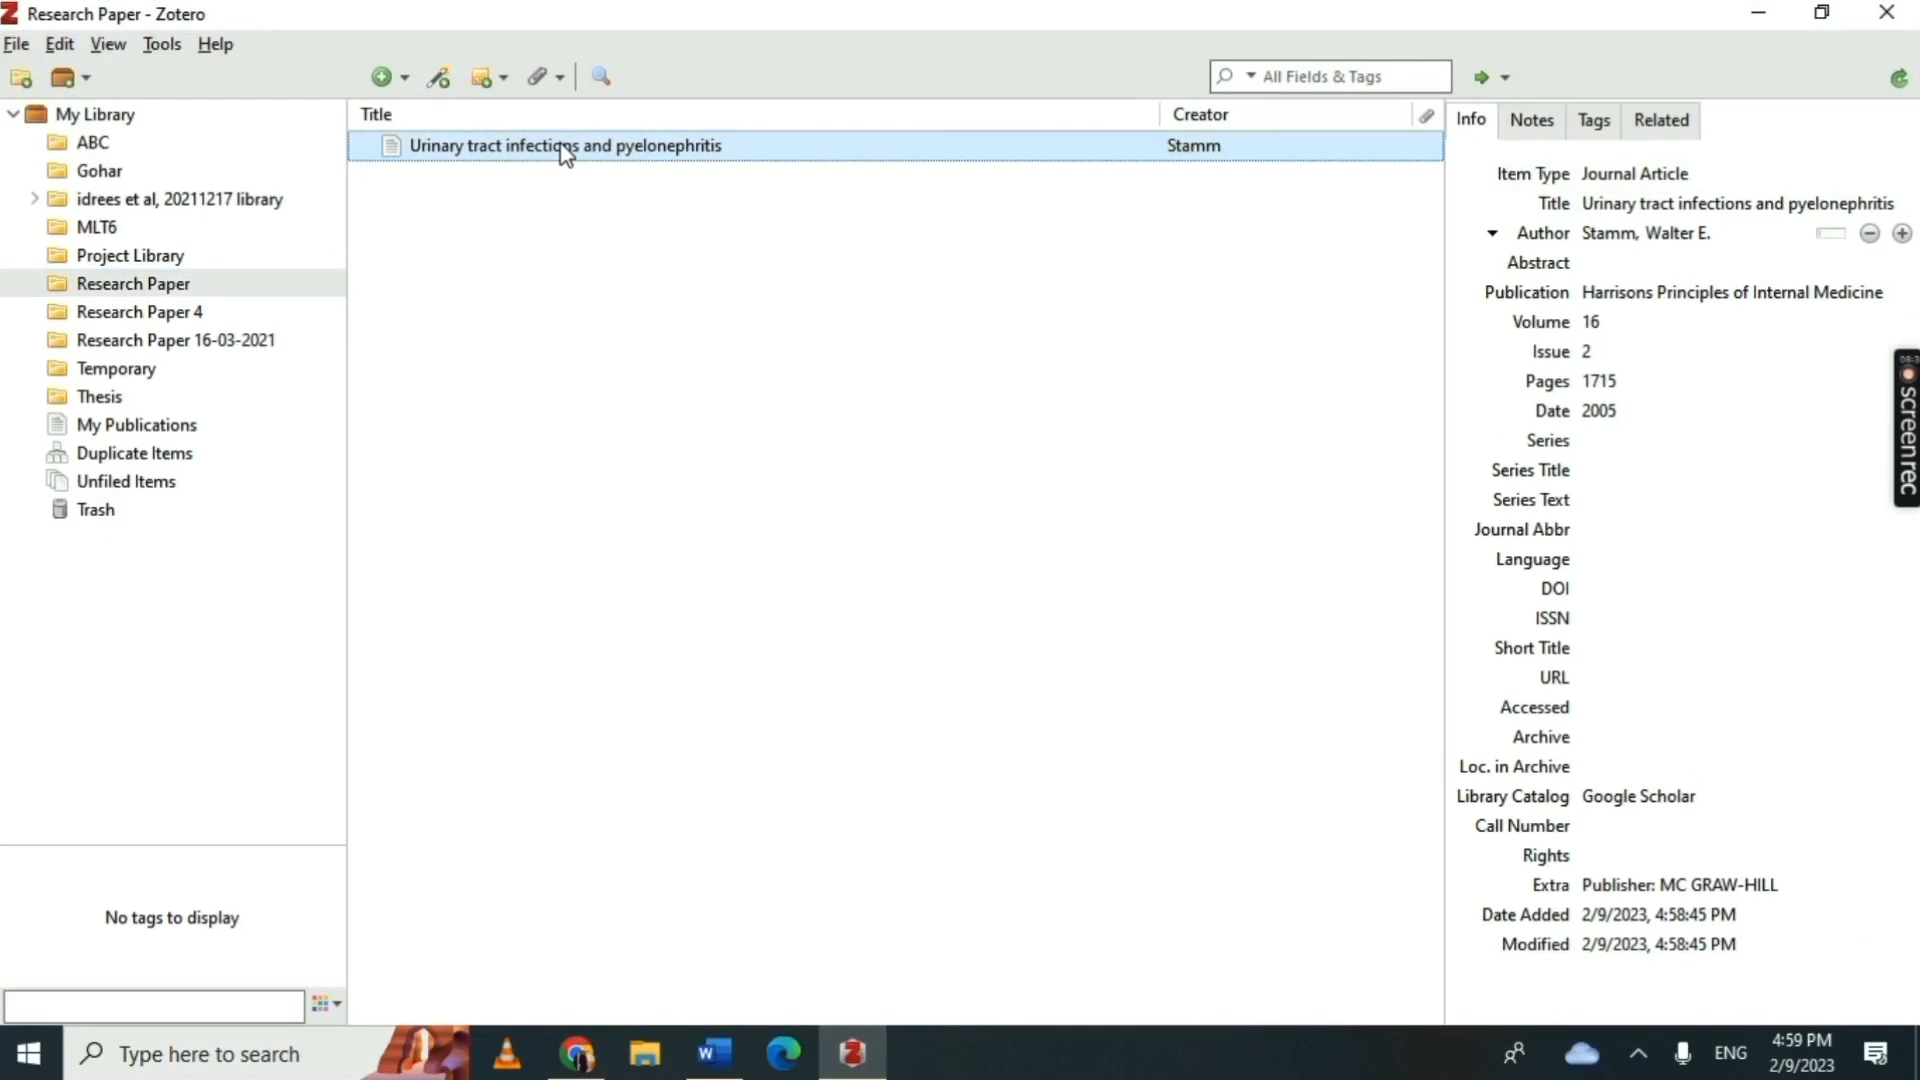 Research Paper - Zotero
File Edit View Tools Help
All Fields & Tags
My Library
ABC
Gohar
idrees et al, 20211217 library
MLT6
Project Library
Research Paper
Research Paper 4
Research Paper 16-03-2021
Temporary
Thesis
My Publications
Duplicate Items
Unfiled Items
Trash
No tags to display
Title Creator
Urinary tract infections and pyelonephritis Stamm
Info Notes Tags Related
Item Type Journal Article
Title Urinary tract infections and pyelonephritis
Author Stamm, Walter E.
Abstract
Publication Harrisons Principles of Internal Medicine
Volume 16
Issue 2
Pages 1715
Date 2005
Series
Series Title
Series Text
Journal Abbr
Language
DOI
ISSN
Short Title
URL
Accessed
Archive
Loc. in Archive
Library Catalog Google Scholar
Call Number
Rights
Extra Publisher: MC GRAW-HILL
Date Added 2/9/2023, 4:58:45 PM
Modified 2/9/2023, 4:58:45 PM
screenrec
Type here to search
ENG
4:59 PM
2/9/2023